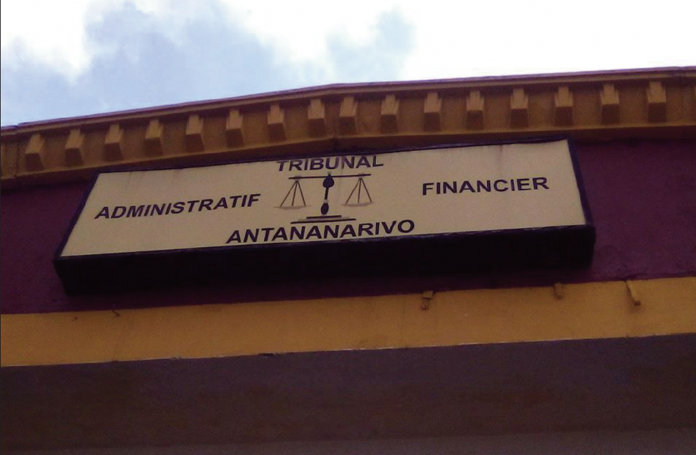 TRIBUNAL
ADMINISTRATIF FINANCIER
ANTANANARIVO